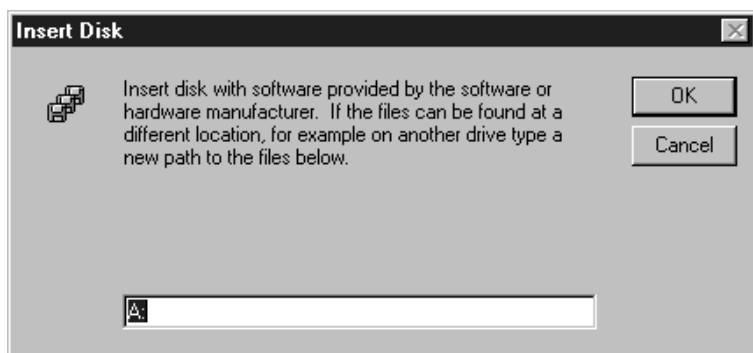 Insert Disk
Insert disk with software provided by the software or
hardware manufacturer.  If the files can be found at a
different location, for example on another drive type a
new path to the files below.
OK
Cancel
A: